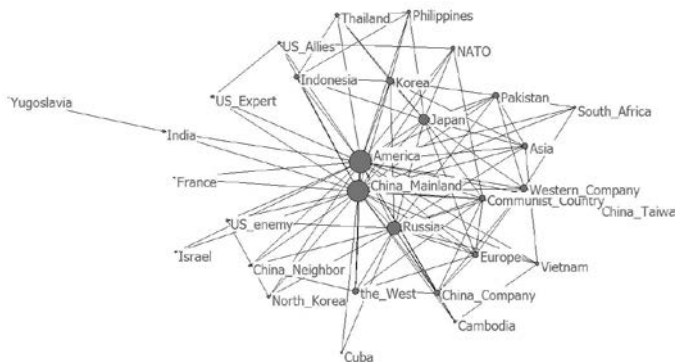 Thailand
Philippines
US_Allies
NATO
Indonesia
Korea
US_Expert
Pakistan
Yugoslavia
South_Africa
Japan
India
Asia
America
France
China_Mainland
Western_Company
Communist_Country
China_Taiwa
US_enemy
Russia
Israel
Europe
China_Neighbor
Vietnam
North_Korea
the_West
China_Company
Cambodia
Cuba